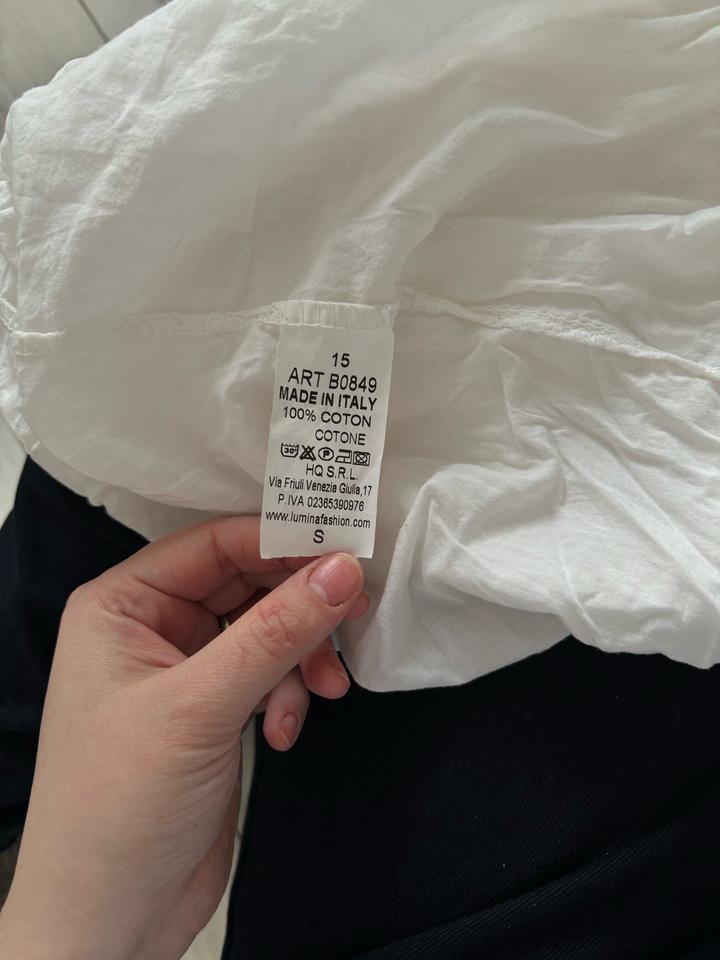 15
ART B0849
MADE IN ITALY
100% COTON
COTONE
30° P
HQ S.R.L.
Via Friuli Venezia Giulia,17
P.IVA 02365390976
www.luminafashion.com
S